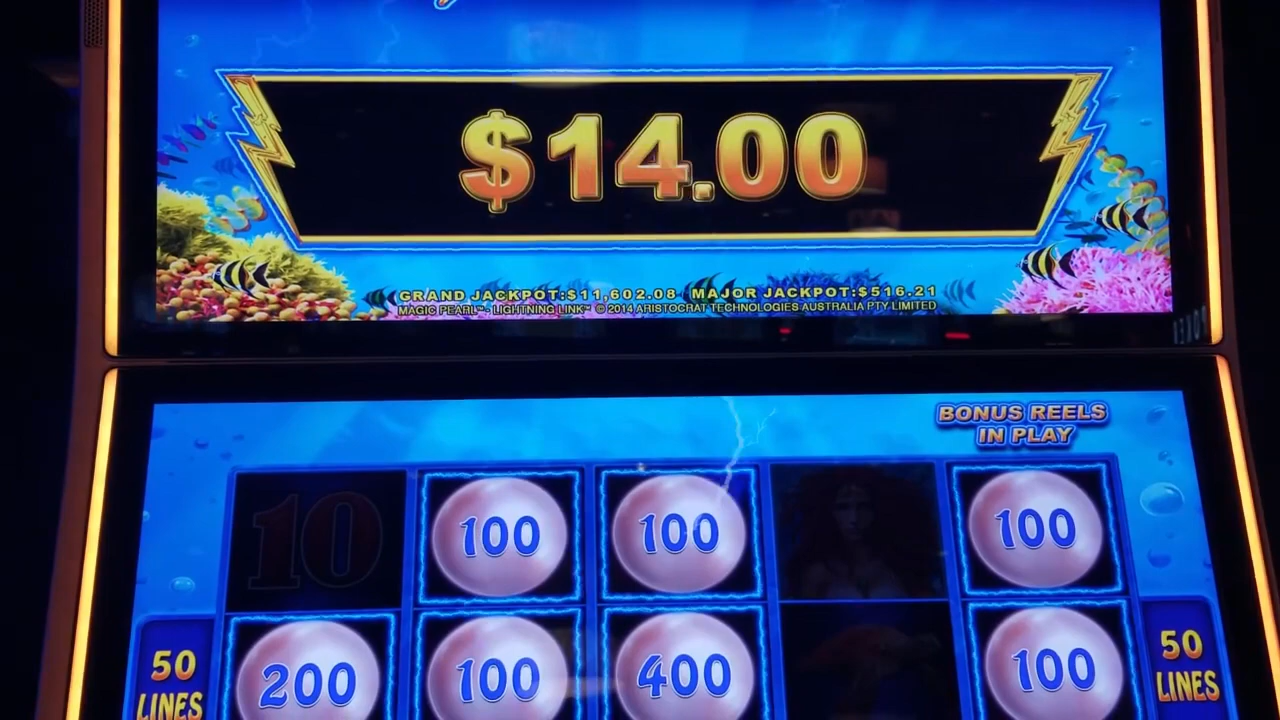 $14.00
GRAND JACKPOT:$11,602.08 MAJOR JACKPOT:$516.21
MAGIC PEARL™ - LIGHTNING LINK™ © 2014 ARISTOCRAT TECHNOLOGIES AUSTRALIA PTY LIMITED
BONUS REELS
IN PLAY
10 100 100 100
200 100 400 100
50
LINES
50
LINES